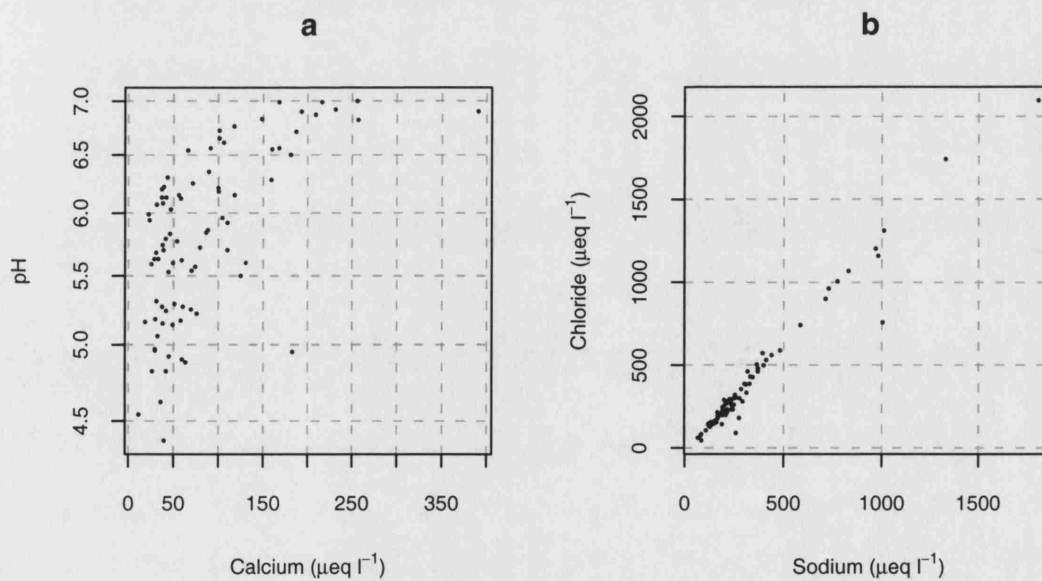 a
b
pH
7.0
6.5
6.0
5.5
5.0
4.5
0 50 150 250 350
Calcium (μeq l⁻¹)
Chloride (μeq l⁻¹)
2000
1500
1000
500
0
0 500 1000 1500
Sodium (μeq l⁻¹)